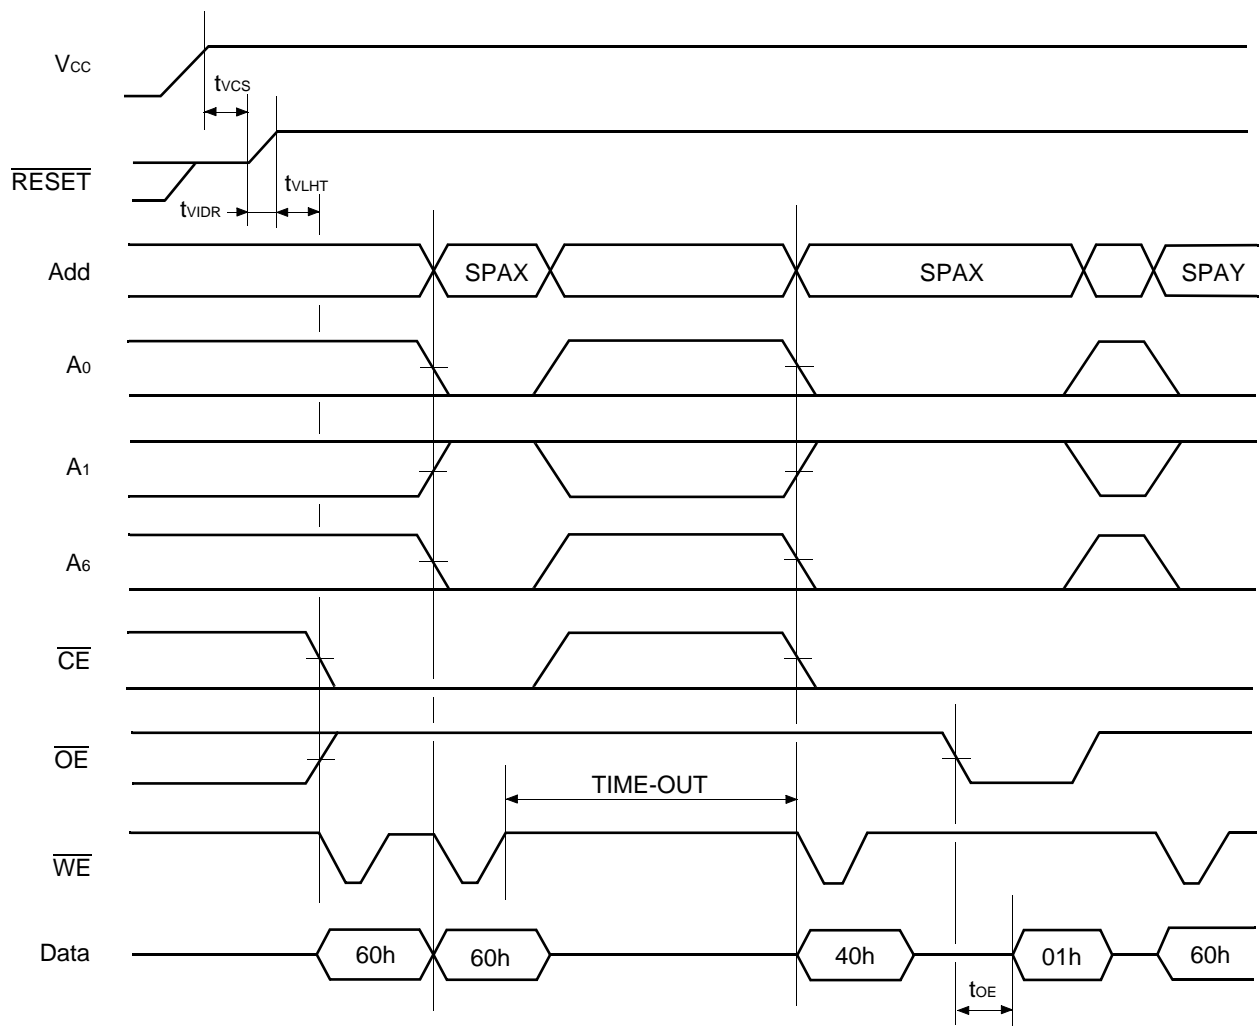 VCC
tVCS
RESET
tVLHT
tVIDR
Add
SPAX
SPAX
SPAY
A0
A1
A6
CE
OE
TIME-OUT
WE
Data
60h
60h
40h
01h
60h
tOE